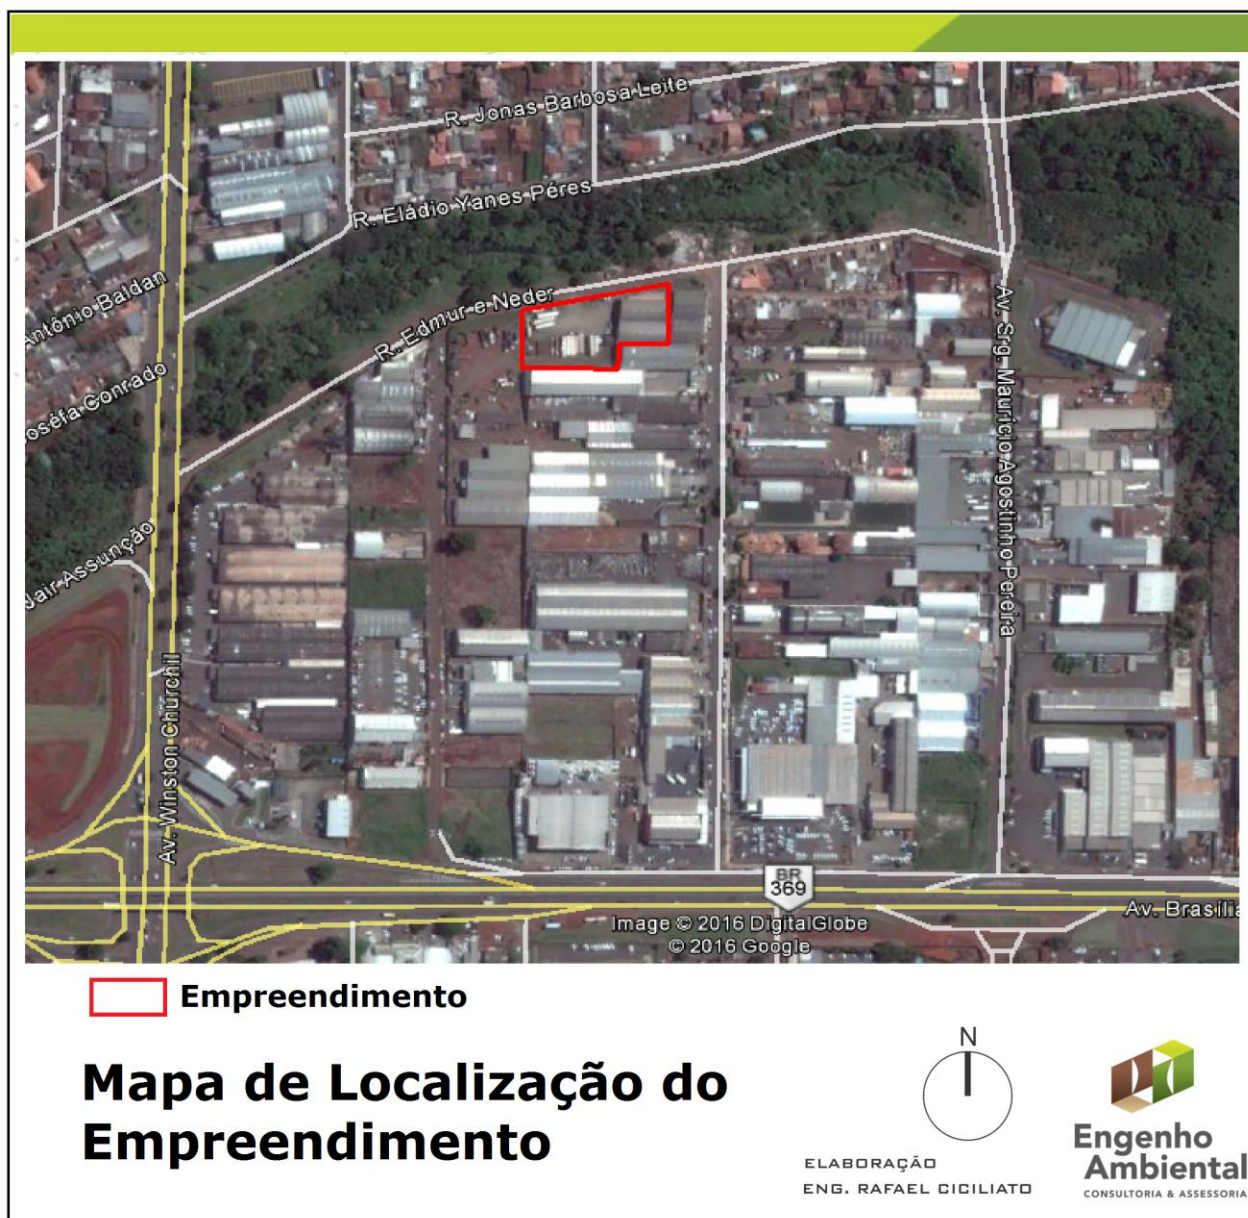 R. Jonas Barbosa Leite
R. Eládio Yanes Péres
Antônio Baldan
R. Edmur e Neder
Av. Srg. Maurício Agostinho Pereira
Joséfa Conrado
Jair Assunção
Av. Winston Churchil
BR
369
Av. Brasília
Image © 2016 DigitalGlobe
© 2016 Google
Empreendimento
Mapa de Localização do
Empreendimento
N
ELABORAÇÃO
ENG. RAFAEL CICILIATO
Engenho
Ambiental
CONSULTORIA & ASSESSORIA